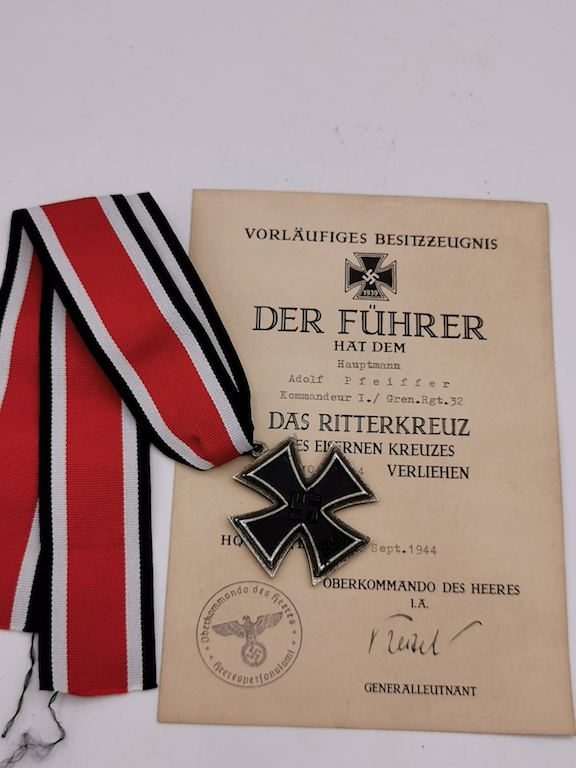 VORLÄUFIGES BESITZZEUGNIS
1939
DER FÜHRER
HAT DEM
Hauptmann
Adolf Pfeiffer
Kommandeur I./ Gren.Rgt.32
DAS RITTERKREUZ
EISERNEN KREUZES
VERLIEHEN
Sept.1944
OBERKOMMANDO DES HEERES
I.A.
GENERALLEUTNANT
Oberkommando des Heeres
Heerespersonalamt